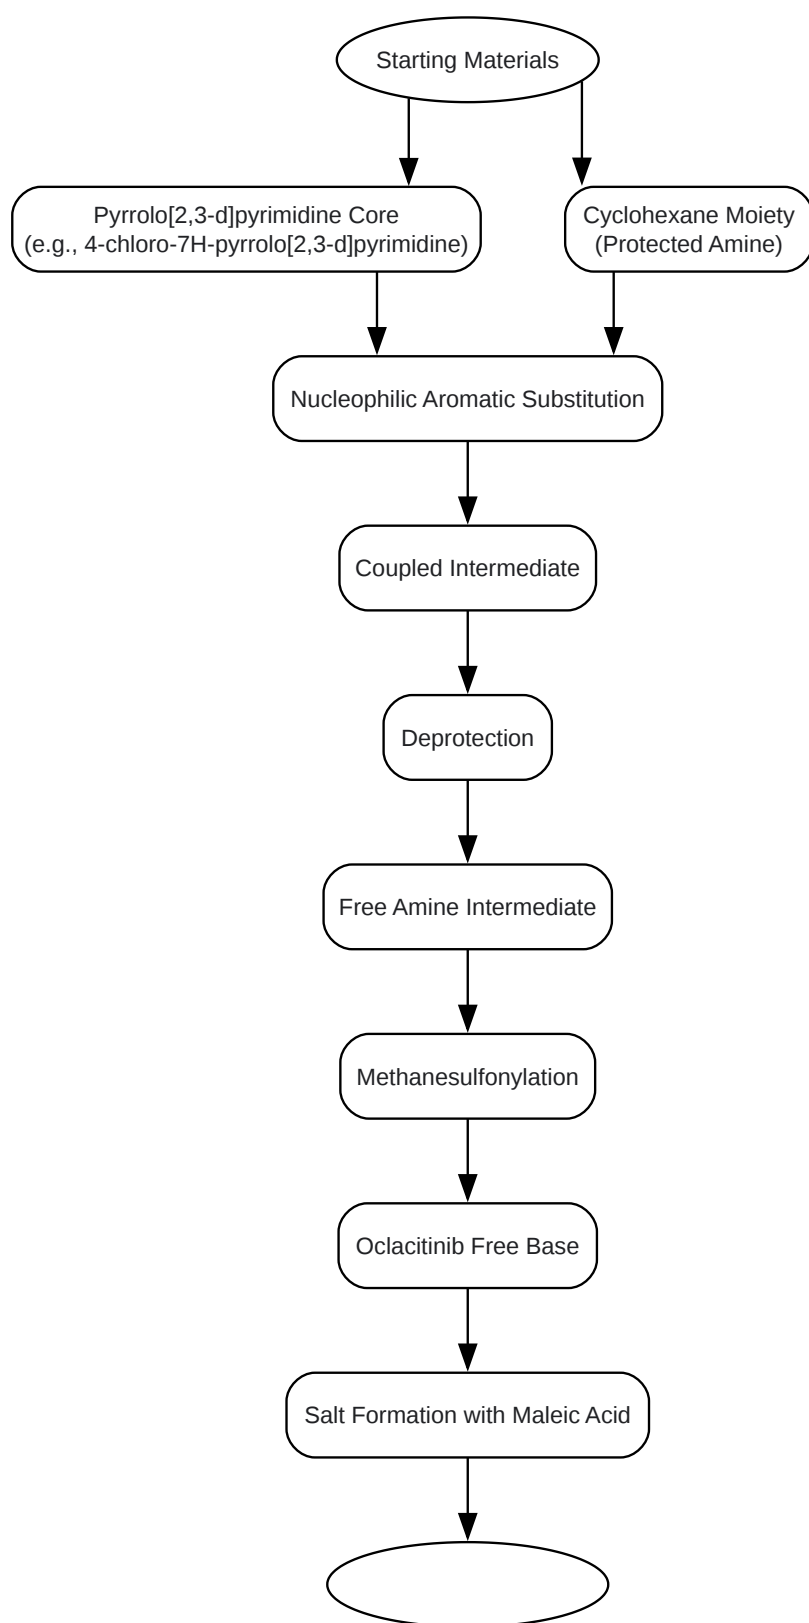 Starting Materials
Pyrrolo[2,3-d]pyrimidine Core
(e.g., 4-chloro-7H-pyrrolo[2,3-d]pyrimidine)
Cyclohexane Moiety
(Protected Amine)
Nucleophilic Aromatic Substitution
Coupled Intermediate
Deprotection
Free Amine Intermediate
Methanesulfonylation
Oclacitinib Free Base
Salt Formation with Maleic Acid